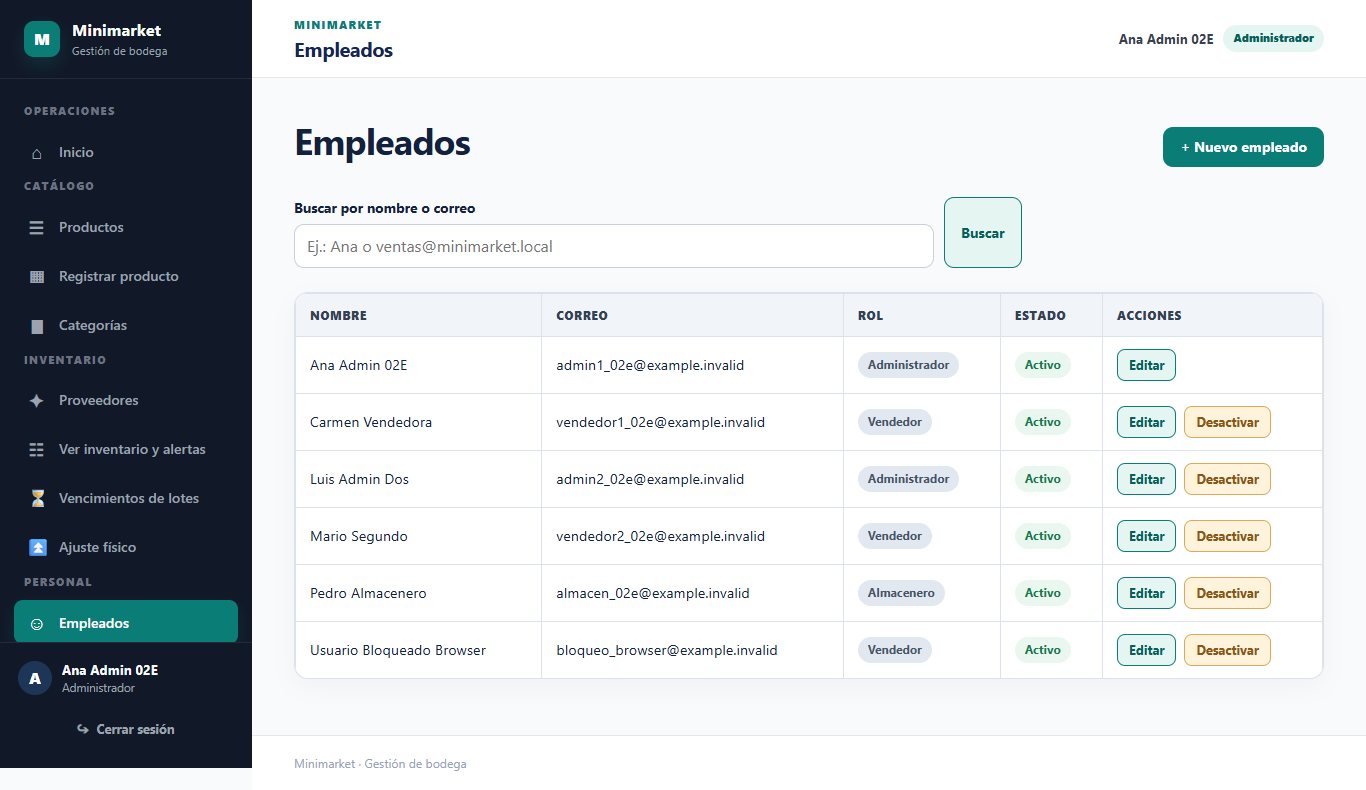 M
Minimarket
Gestión de bodega
OPERACIONES
Inicio
CATÁLOGO
Productos
Registrar producto
Categorías
INVENTARIO
Proveedores
Ver inventario y alertas
Vencimientos de lotes
Ajuste físico
PERSONAL
Empleados
A
Ana Admin 02E
Administrador
Cerrar sesión
MINIMARKET
Empleados
Ana Admin 02E Administrador
Empleados
+ Nuevo empleado
Buscar por nombre o correo
Ej.: Ana o ventas@minimarket.local
Buscar
NOMBRE CORREO ROL ESTADO ACCIONES
Ana Admin 02E admin1_02e@example.invalid Administrador Activo Editar
Carmen Vendedora vendedor1_02e@example.invalid Vendedor Activo Editar Desactivar
Luis Admin Dos admin2_02e@example.invalid Administrador Activo Editar Desactivar
Mario Segundo vendedor2_02e@example.invalid Vendedor Activo Editar Desactivar
Pedro Almacenero almacen_02e@example.invalid Almacenero Activo Editar Desactivar
Usuario Bloqueado Browser bloqueo_browser@example.invalid Vendedor Activo Editar Desactivar
Minimarket · Gestión de bodega